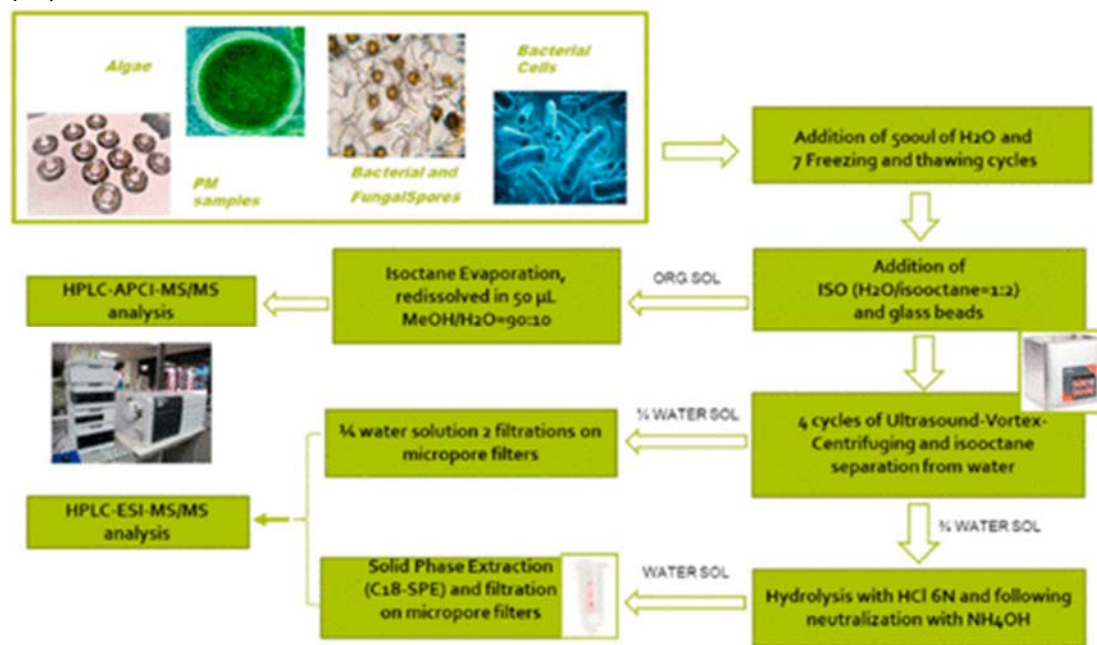 Algae
PM
samples
Bacterial and
FungalSpores
Bacterial
Cells
Addition of 500ul of H2O and
7 Freezing and thawing cycles
HPLC-APCI-MS/MS
analysis
Isoctane Evaporation,
redissolved in 50 µL
MeOH/H2O=90:10
ORG.SOL
Addition of
ISO (H2O/isooctane=1:2)
and glass beads
¼ water solution 2 filtrations on
micropore filters
¼ WATER SOL
4 cycles of Ultrasound-Vortex-
Centrifuging and isooctane
separation from water
HPLC-ESI-MS/MS
analysis
¾ WATER SOL
Solid Phase Extraction
(C18-SPE) and filtration
on micropore filters
WATER SOL
Hydrolysis with HCl 6N and following
neutralization with NH4OH